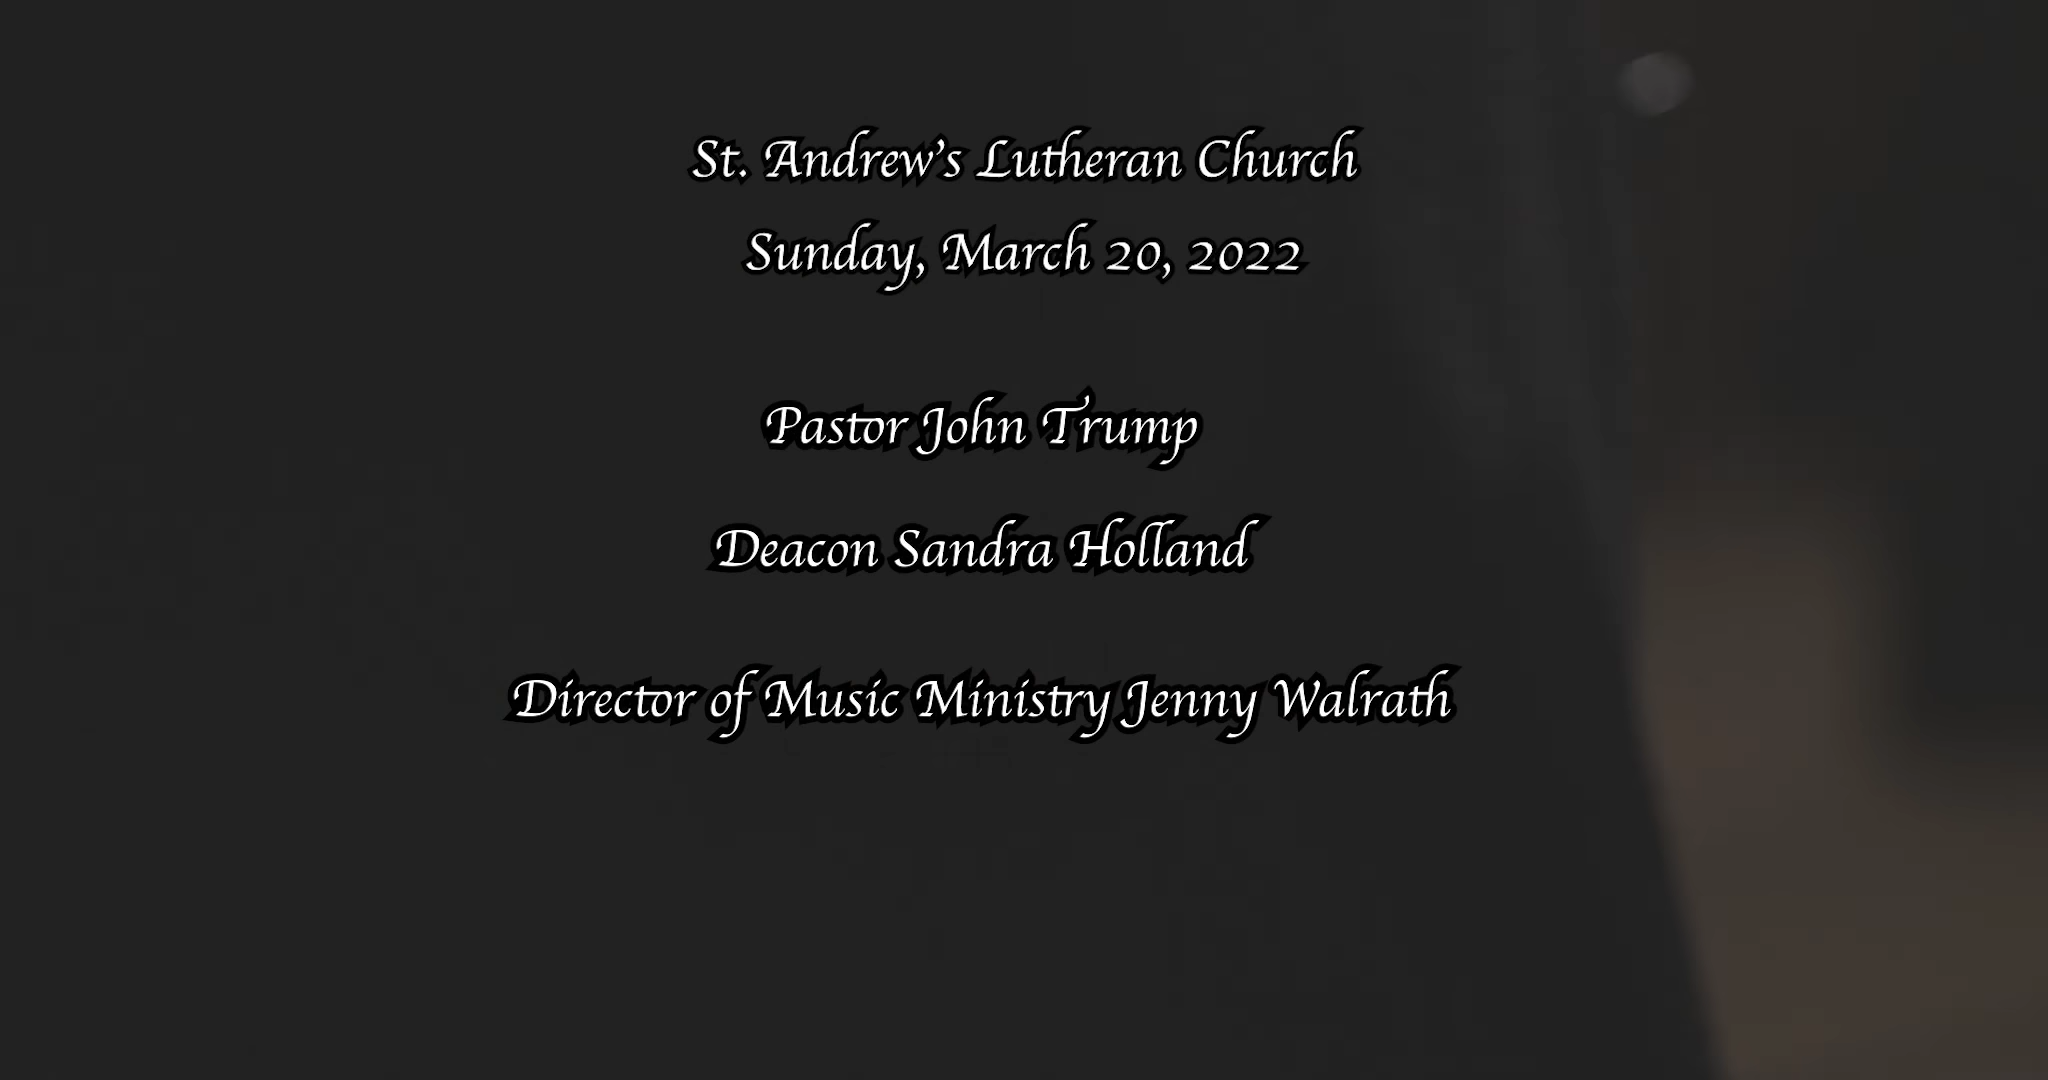 St. Andrew's Lutheran Church
Sunday, March 20, 2022
Pastor John Trump
Deacon Sandra Holland
Director of Music Ministry Jenny Walrath